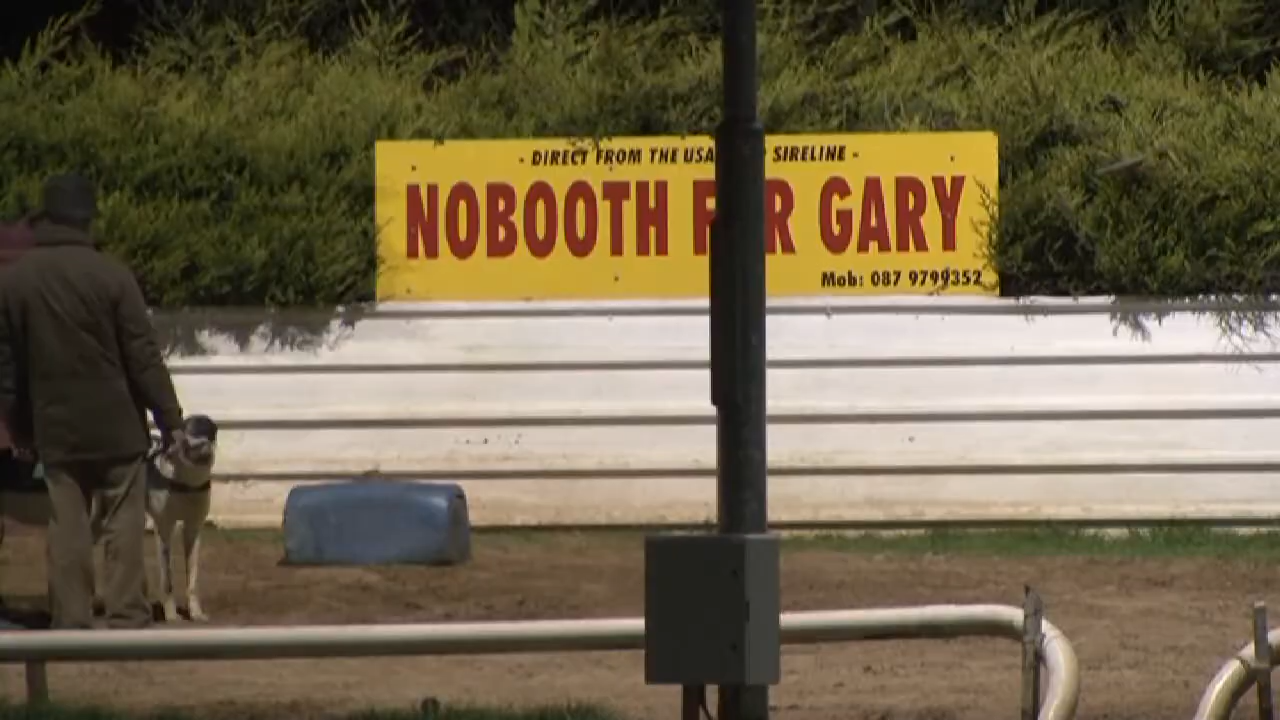 - DIRECT FROM THE USA SIRELINE -
NOBOOTH GARY
Mob: 087 9799352